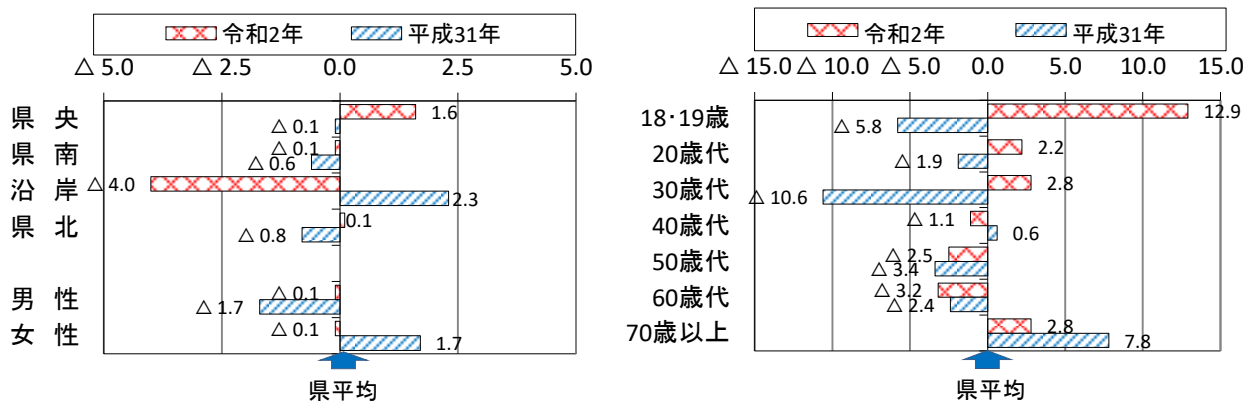 令和2年 平成31年
△ 5.0 △ 2.5 0.0 2.5 5.0
県 央 1.6
△ 0.1
県 南 △ 0.1
△ 0.6
沿 岸 △ 4.0
2.3
県 北 0.1
△ 0.8
男 性 △ 0.1
△ 1.7
女 性 △ 0.1
1.7
県平均
令和2年 平成31年
△ 15.0 △ 10.0 △ 5.0 0.0 5.0 10.0 15.0
18･19歳 12.9
△ 5.8
20歳代 2.2
△ 1.9
30歳代 2.8
△ 10.6
40歳代 △ 1.1
0.6
50歳代 △ 2.5
△ 3.4
60歳代 △ 3.2
△ 2.4
70歳以上 2.8
7.8
県平均